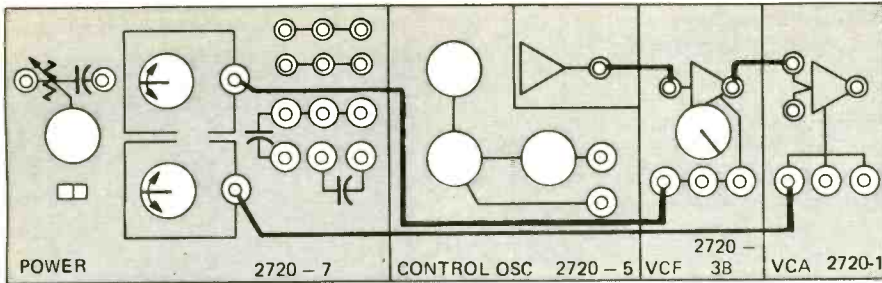 POWER 2720 – 7
CONTROL OSC 2720 – 5
VCF 2720 – 3B
VCA 2720-1